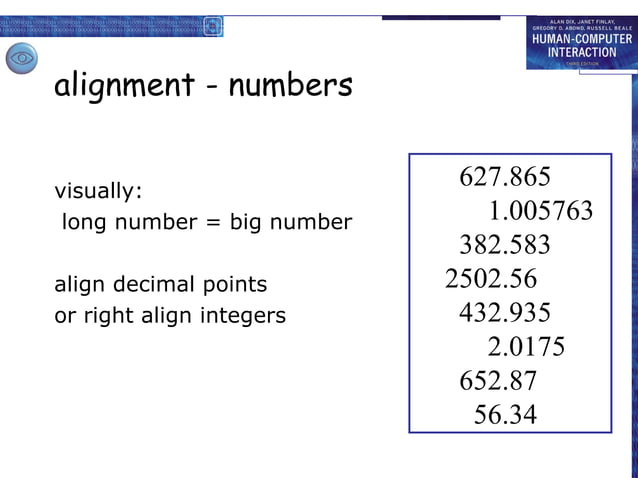 ALAN DIX, JANET FINLAY,
GREGORY D. ABOWD, RUSSELL BEALE
HUMAN-COMPUTER
INTERACTION
THIRD EDITION
alignment - numbers
visually:
long number = big number
align decimal points
or right align integers
627.865
1.005763
382.583
2502.56
432.935
2.0175
652.87
56.34